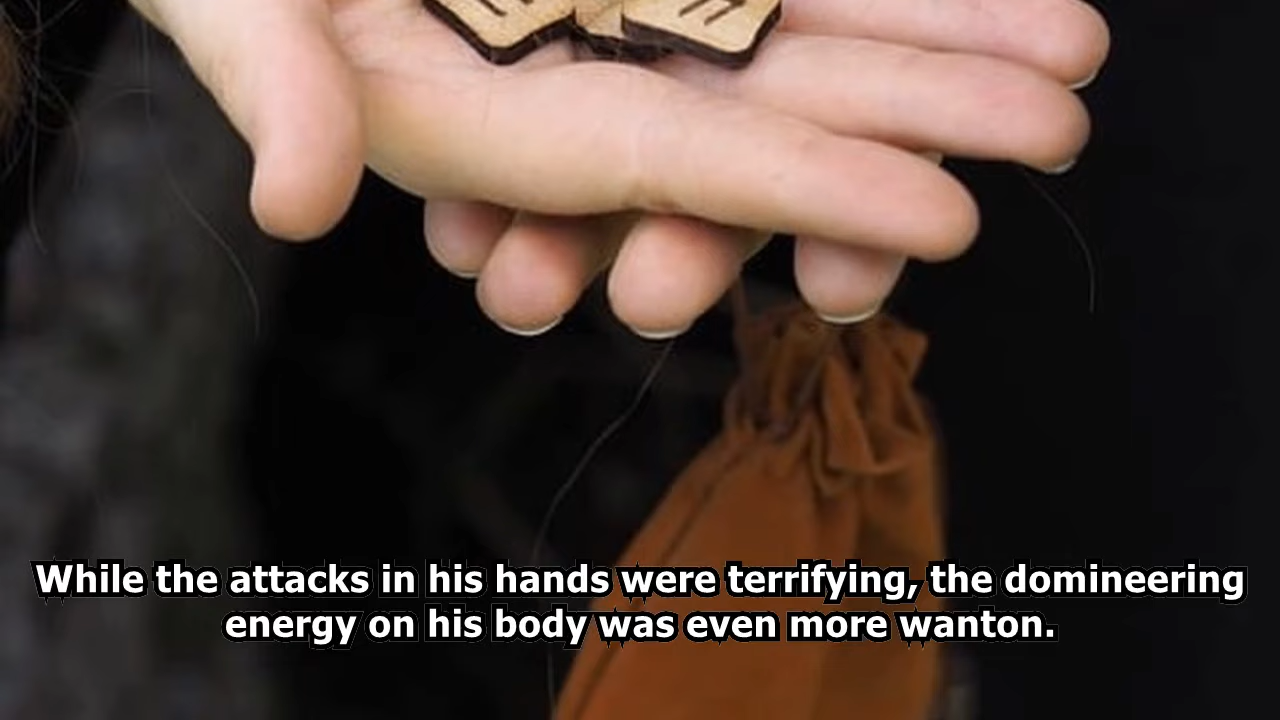 While the attacks in his hands were terrifying, the domineering
energy on his body was even more wanton.